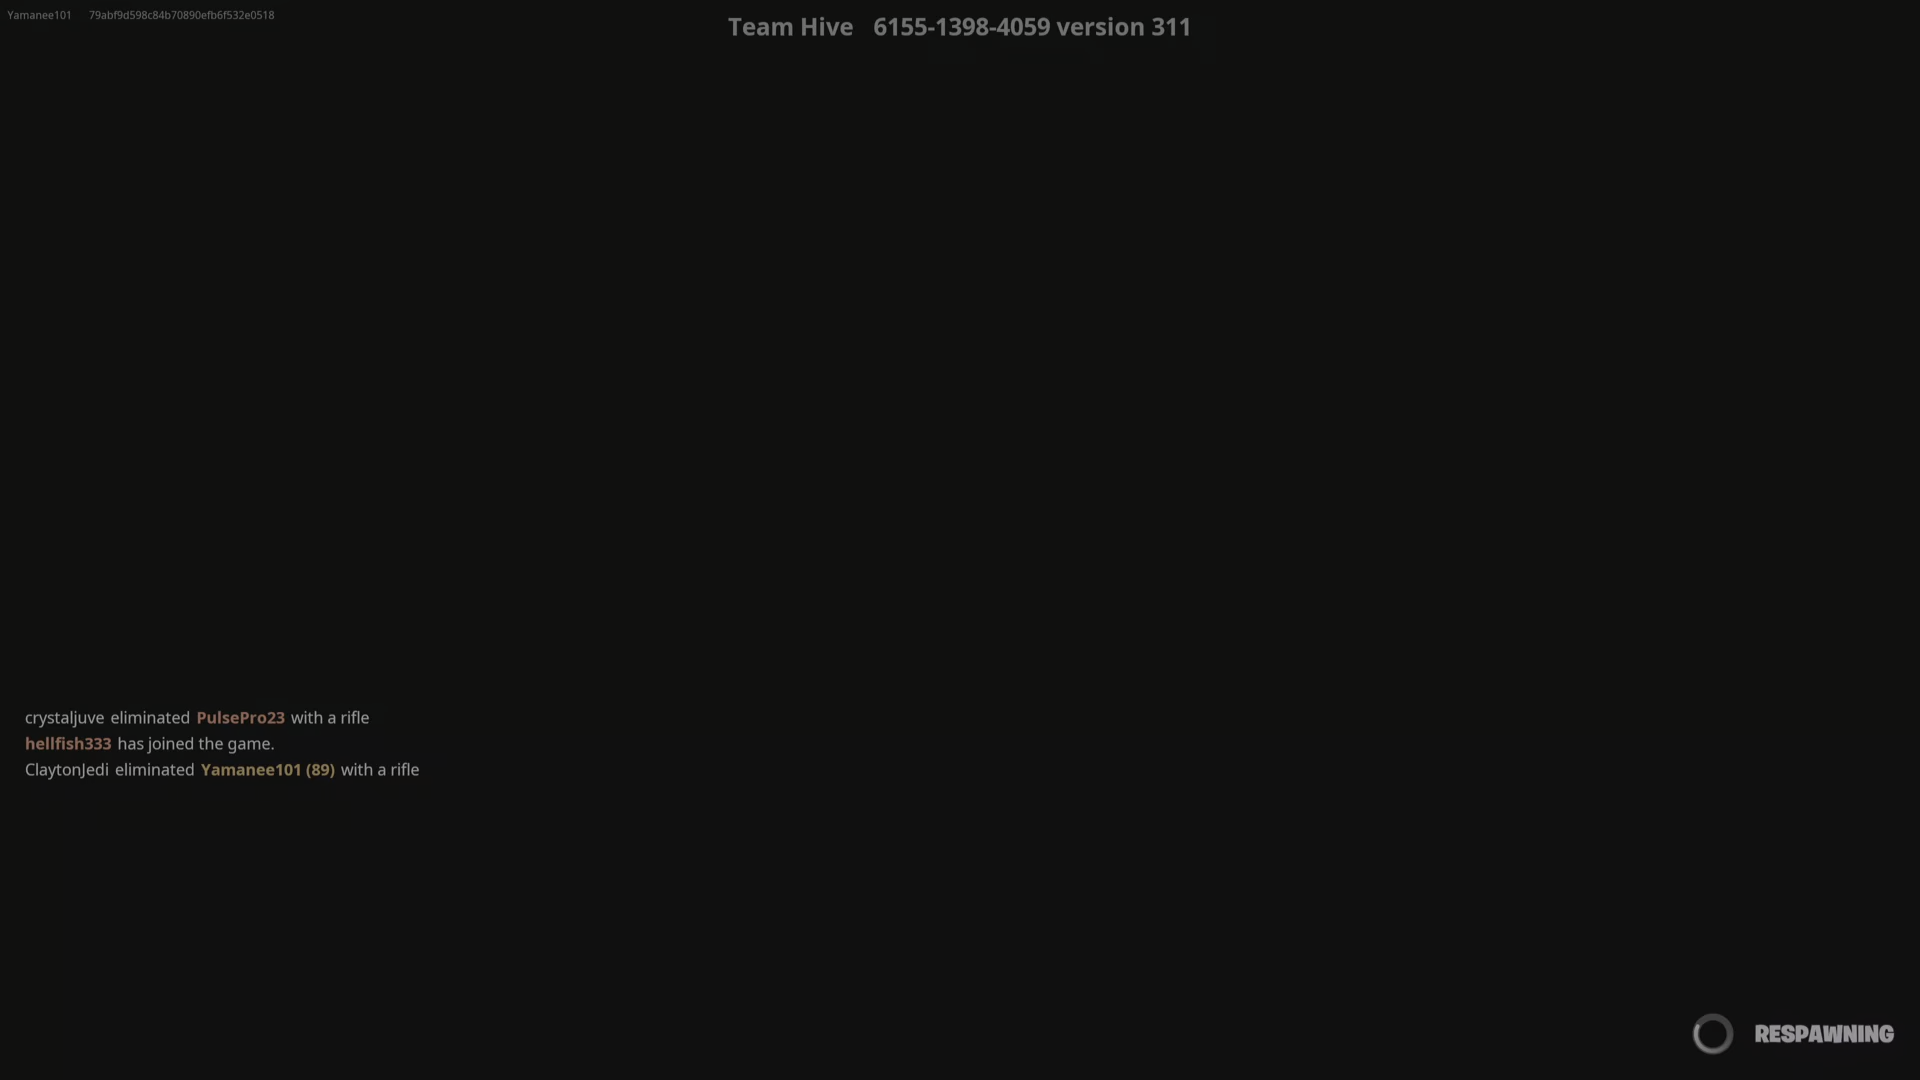 Yamanee101 79abf9d598c84b70890efb6f532e0518
Team Hive 6155-1398-4059 version 311
crystaljuve eliminated PulsePro23 with a rifle
hellfish333 has joined the game.
ClaytonJedi eliminated Yamanee101 (89) with a rifle
RESPAWNING